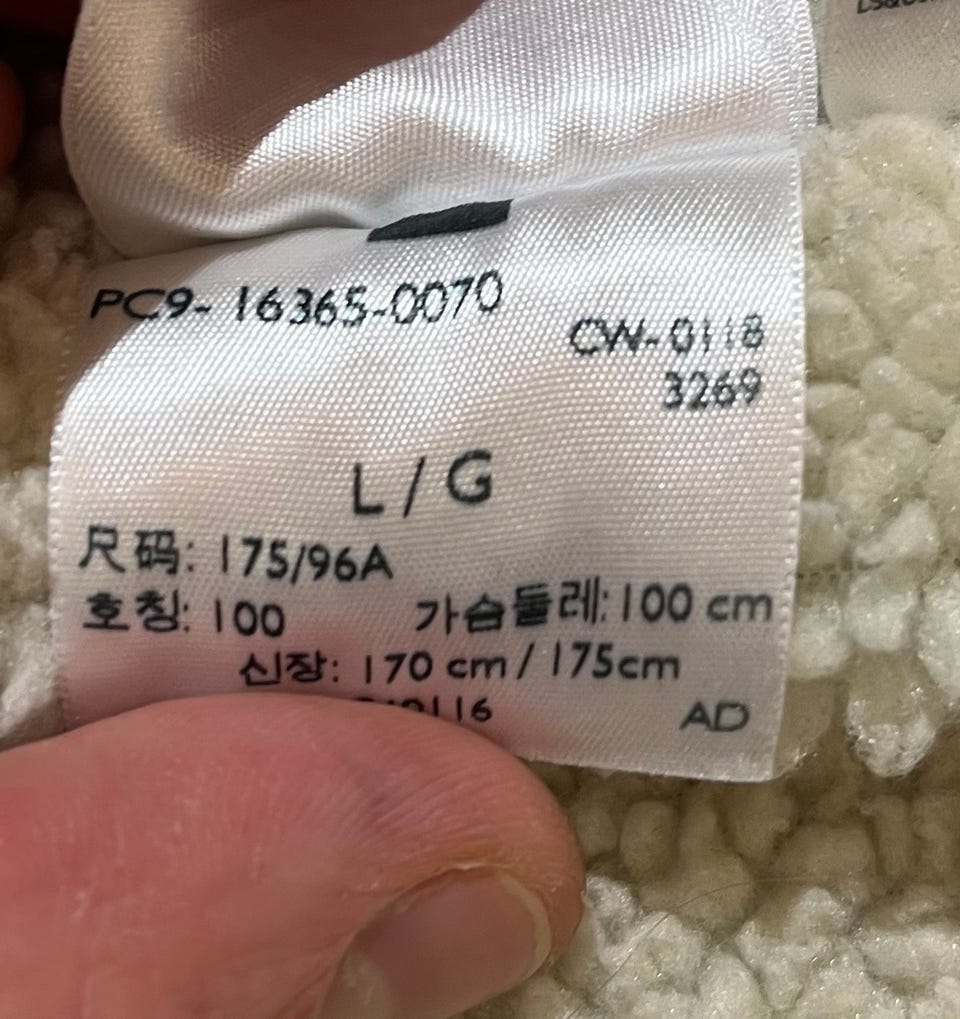 PC9-16365-0070
CW-0118
3269
L / G
尺码: 175/96A
호칭: 100 가슴둘레: 100 cm
신장: 170 cm / 175cm
AD